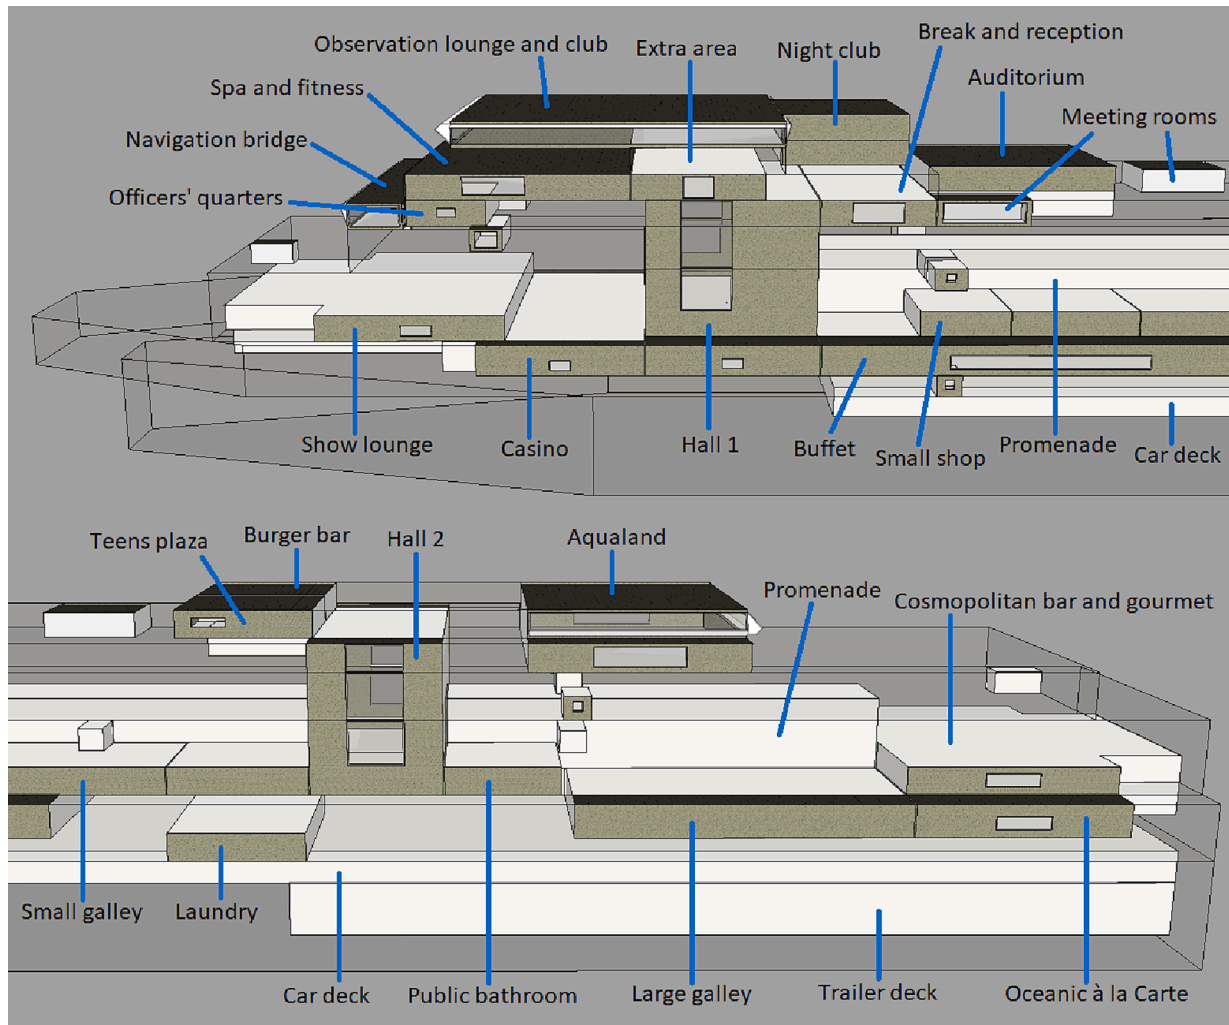 Observation lounge and club
Extra area
Night club
Break and reception
Spa and fitness
Auditorium
Navigation bridge
Meeting rooms
Officers' quarters
Show lounge
Casino
Hall 1
Buffet
Small shop
Promenade
Car deck
Teens plaza
Burger bar
Hall 2
Aqualand
Promenade
Cosmopolitan bar and gourmet
Small galley
Laundry
Car deck
Public bathroom
Large galley
Trailer deck
Oceanic à la Carte